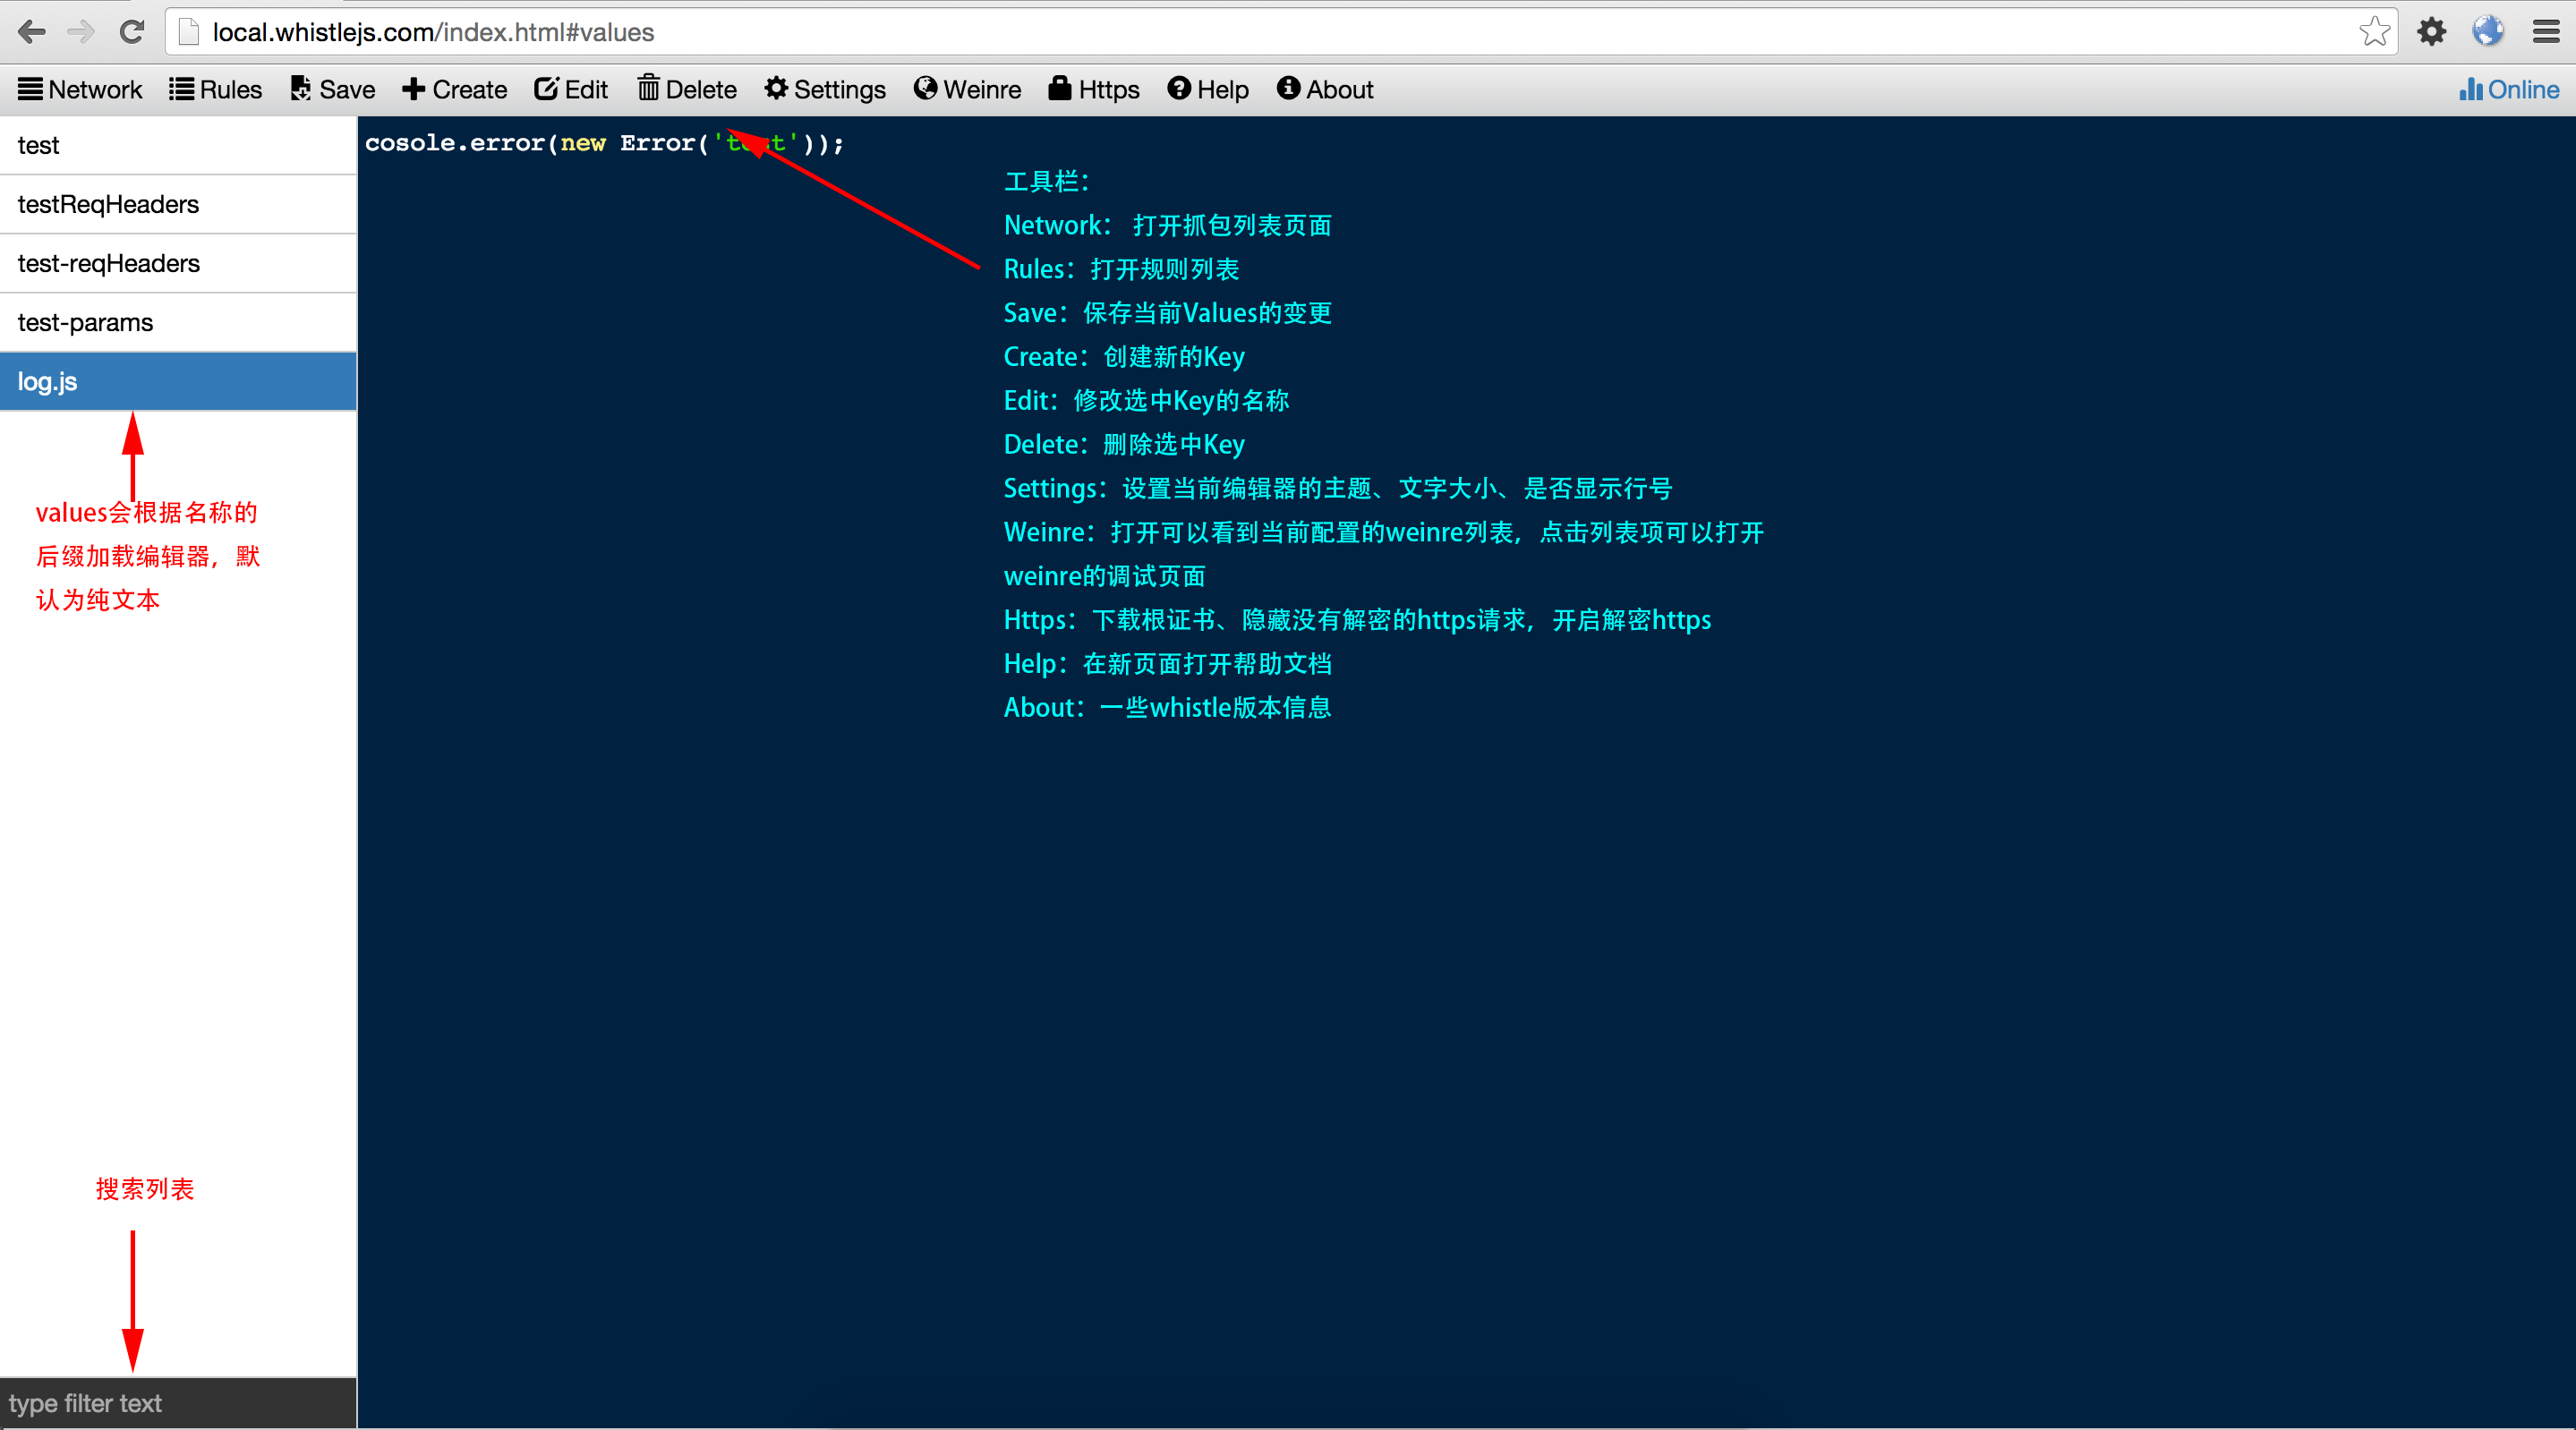 local.whistlejs.com/index.html#values
Network Rules Save Create Edit Delete Settings Weinre Https Help About Online
test
testReqHeaders
test-reqHeaders
test-params
log.js
values会根据名称的
后缀加载编辑器，默
认为纯文本
搜索列表
type filter text
cosole.error(new Error('test'));
工具栏：
Network： 打开抓包列表页面
Rules：打开规则列表
Save：保存当前Values的变更
Create：创建新的Key
Edit：修改选中Key的名称
Delete：删除选中Key
Settings：设置当前编辑器的主题、文字大小、是否显示行号
Weinre：打开可以看到当前配置的weinre列表，点击列表项可以打开
weinre的调试页面
Https：下载根证书、隐藏没有解密的https请求，开启解密https
Help：在新页面打开帮助文档
About：一些whistle版本信息